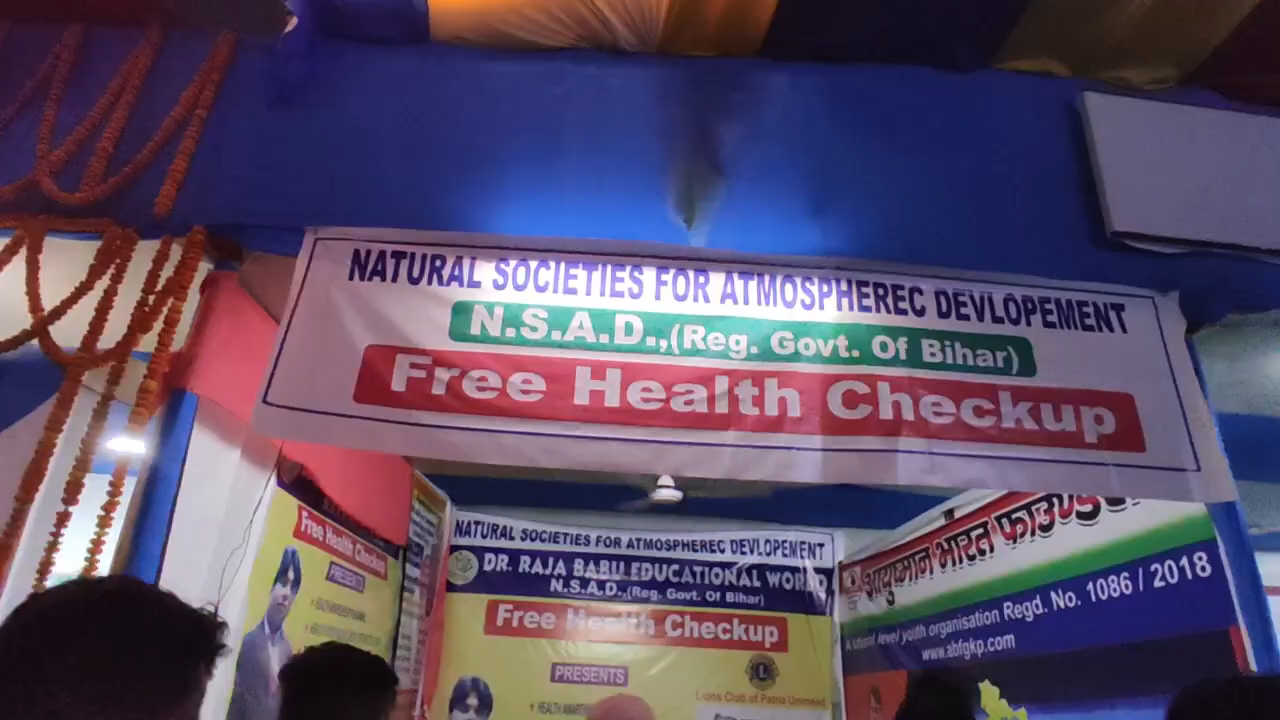 NATURAL SOCIETIES FOR ATMOSPHEREC DEVLOPEMENT
N.S.A.D.,(Reg. Govt. Of Bihar)
Free Health Checkup
Free Health Checkup
PRESENTS
NATURAL SOCIETIES FOR ATMOSPHEREC DEVLOPEMENT
DR. RAJA BABU EDUCATIONAL WORLD
N.S.A.D.,(Reg. Govt. Of Bihar)
Free Health Checkup
PRESENTS
HEALTH
Lions Club of Patna
आयुष्मान भारत
level youth organisation Regd. No. 1086 / 2018
www.abfgkp.com